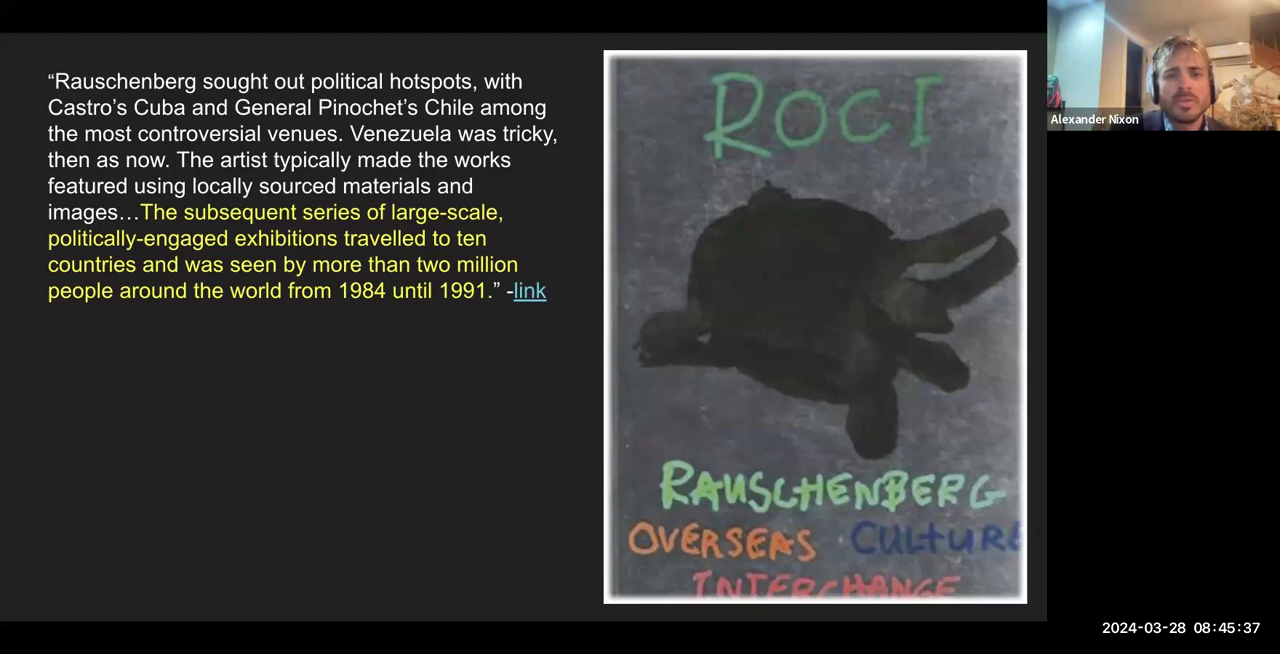 “Rauschenberg sought out political hotspots, with
Castro’s Cuba and General Pinochet’s Chile among
the most controversial venues. Venezuela was tricky,
then as now. The artist typically made the works
featured using locally sourced materials and
images…The subsequent series of large-scale,
politically-engaged exhibitions travelled to ten
countries and was seen by more than two million
people around the world from 1984 until 1991.” -link
ROCI
RAUSCHENBERG
OVERSEAS CULTURE
INTERCHANGE
Alexander Nixon
2024-03-28 08:45:37